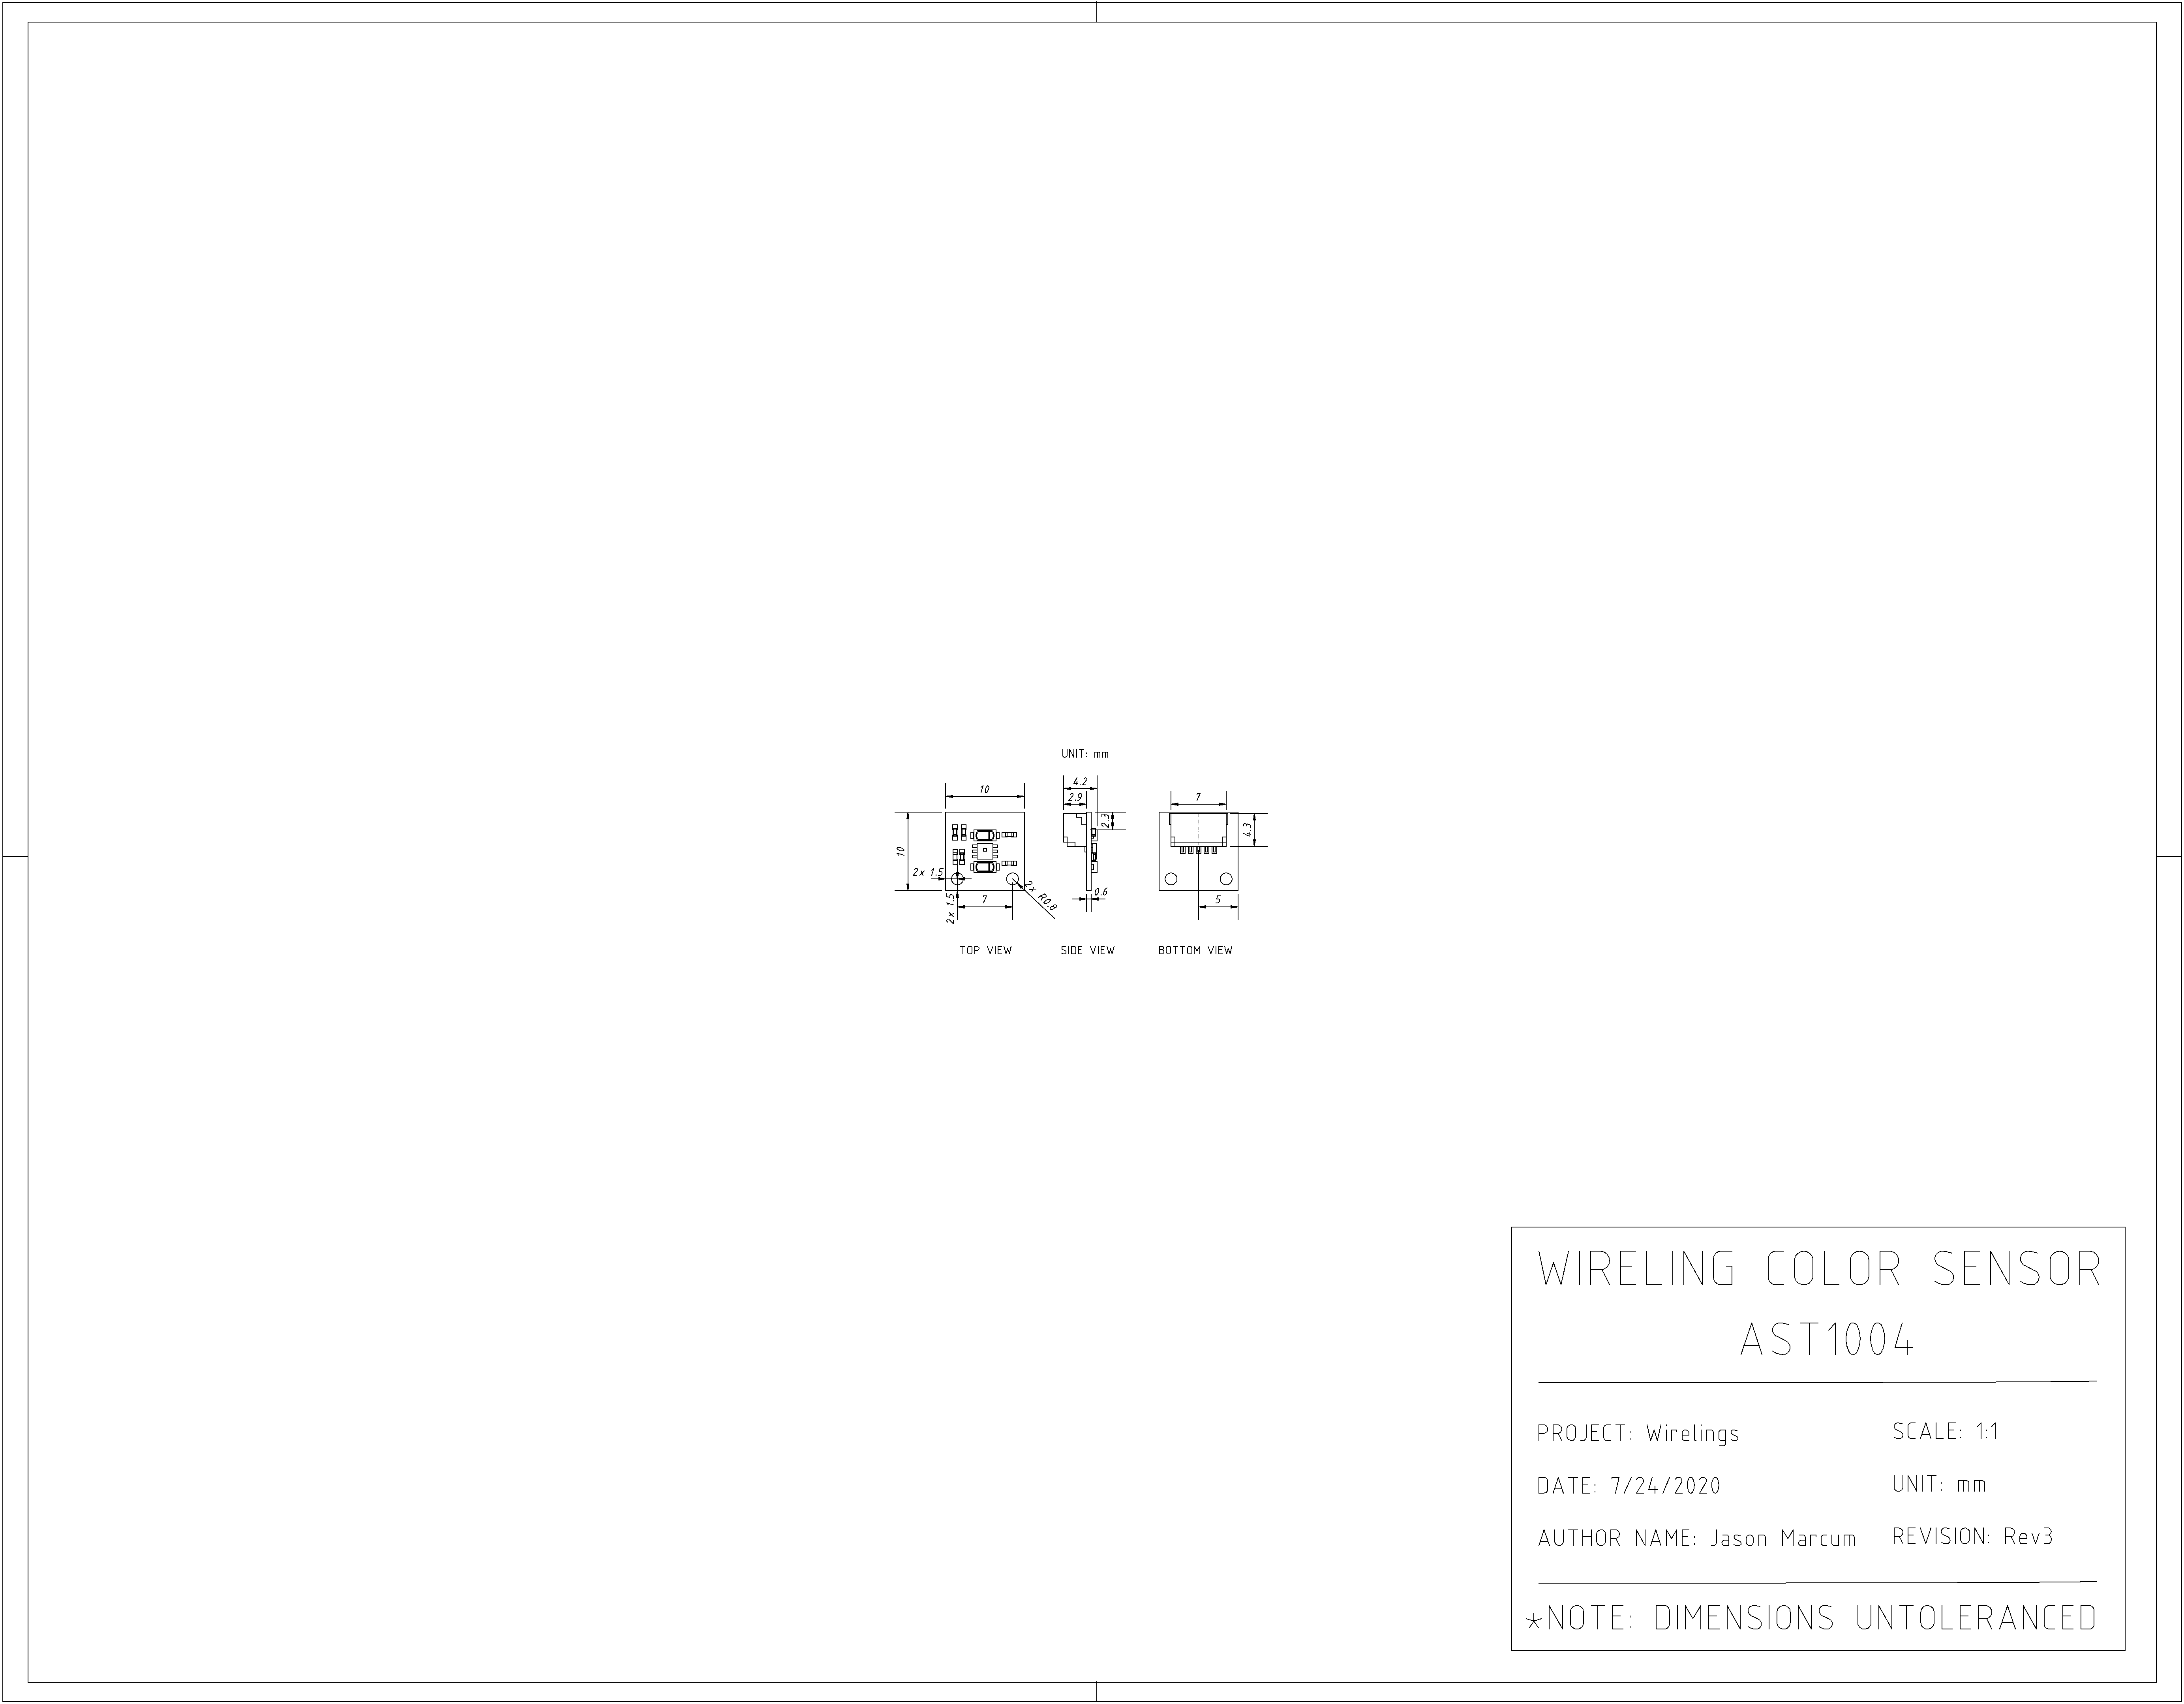 UNIT: mm
10
4.2
2.9
2.3
7
4.3
10
2x 1.5
2x 1.5
7
2x R0.8
0.6
5
TOP VIEW
SIDE VIEW
BOTTOM VIEW
WIRELING COLOR SENSOR
AST1004
PROJECT: Wirelings
SCALE: 1:1
DATE: 7/24/2020
UNIT: mm
AUTHOR NAME: Jason Marcum
REVISION: Rev3
*NOTE: DIMENSIONS UNTOLERANCED